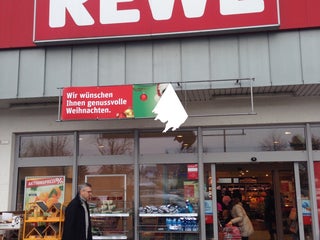 REWE
Wir wünschen
Ihnen genussvolle
Weihnachten.